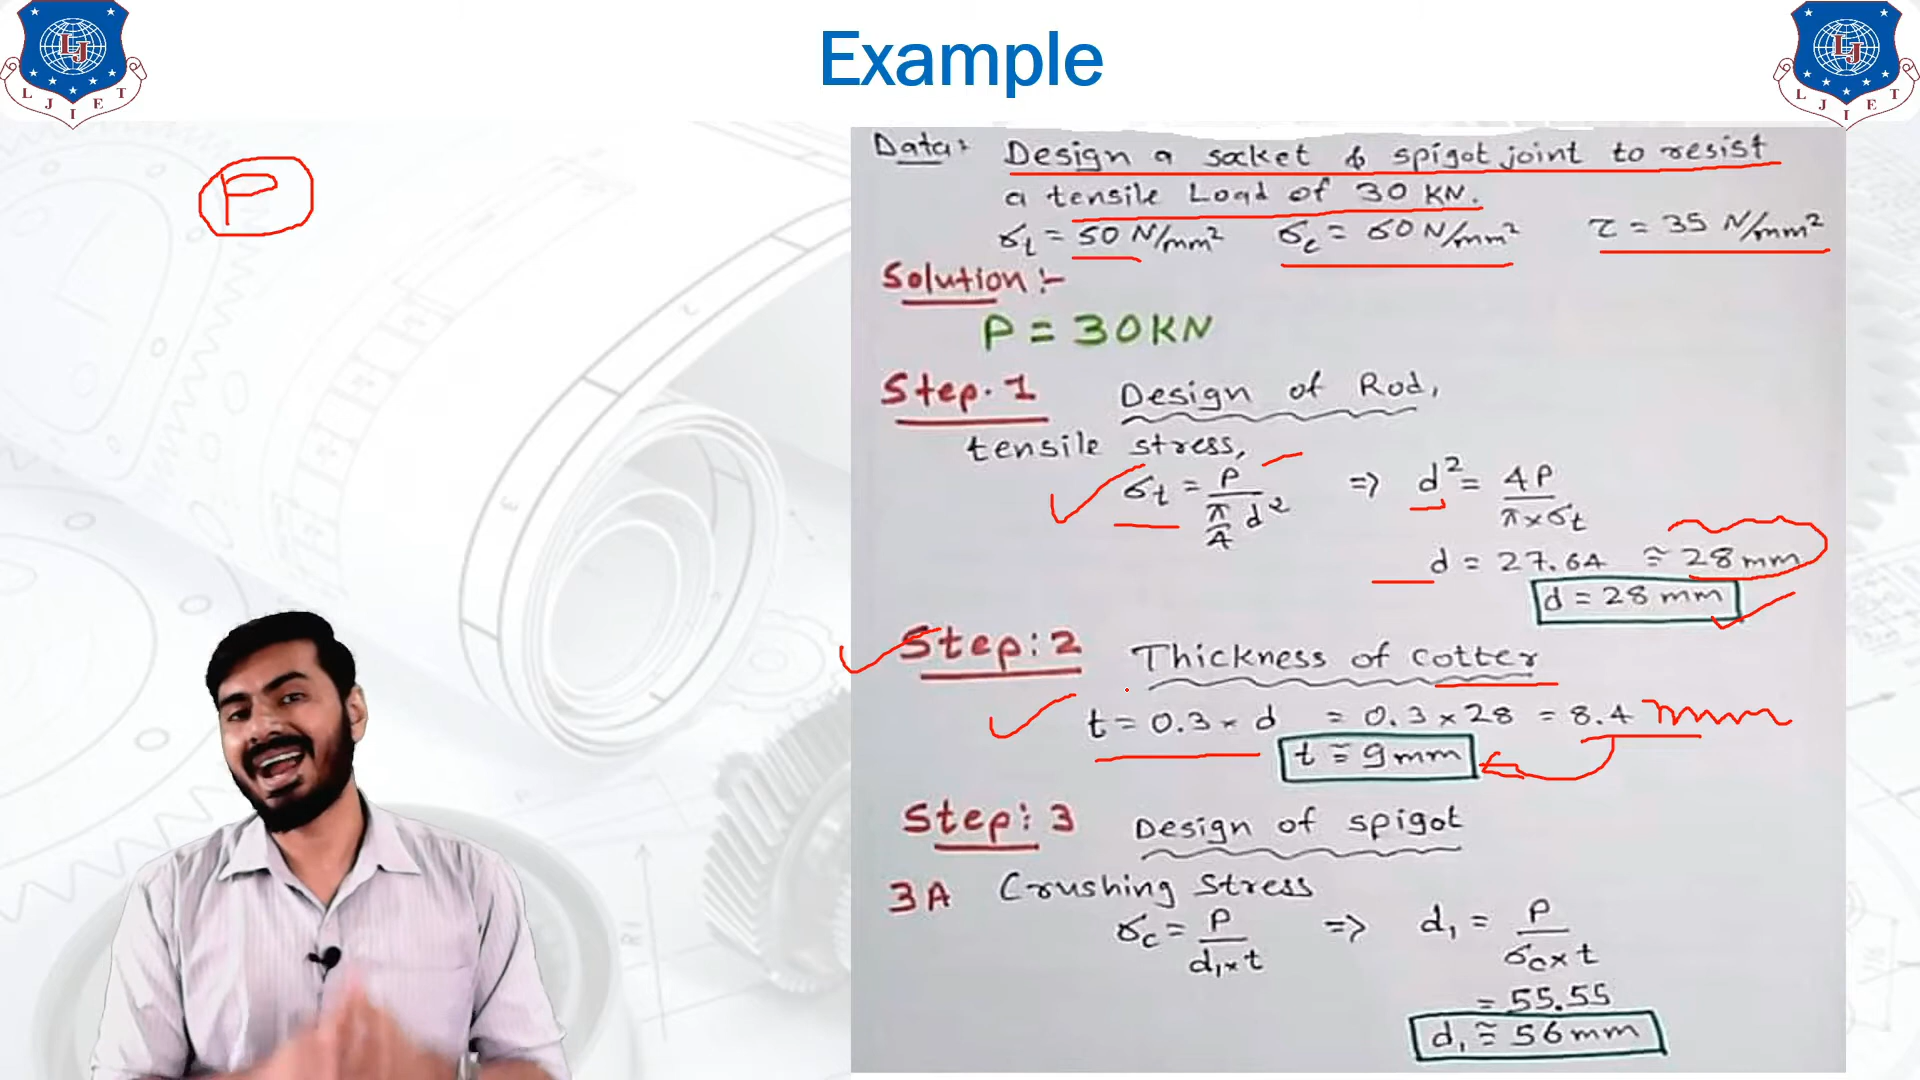 LJIET
Example
LJIET
P
Data: Design a socket & spigot joint to resist
a tensile Load of 30 KN.
σt = 50 N/mm² σc = 60 N/mm² τ = 35 N/mm²
Solution :-
P = 30KN
Step.1 Design of Rod,
tensile stress,
σt = P / (π/4 d²) => d² = 4P / (π×σt)
d = 27.64 ≅ 28mm
d = 28 mm
Step:2 Thickness of cotter
t = 0.3 × d = 0.3 × 28 = 8.4 mm
t ≅ 9mm
Step:3 Design of spigot
3A Crushing Stress
σc = P / (d₁×t) => d₁ = P / (σc×t)
= 55.55
d₁ ≅ 56mm